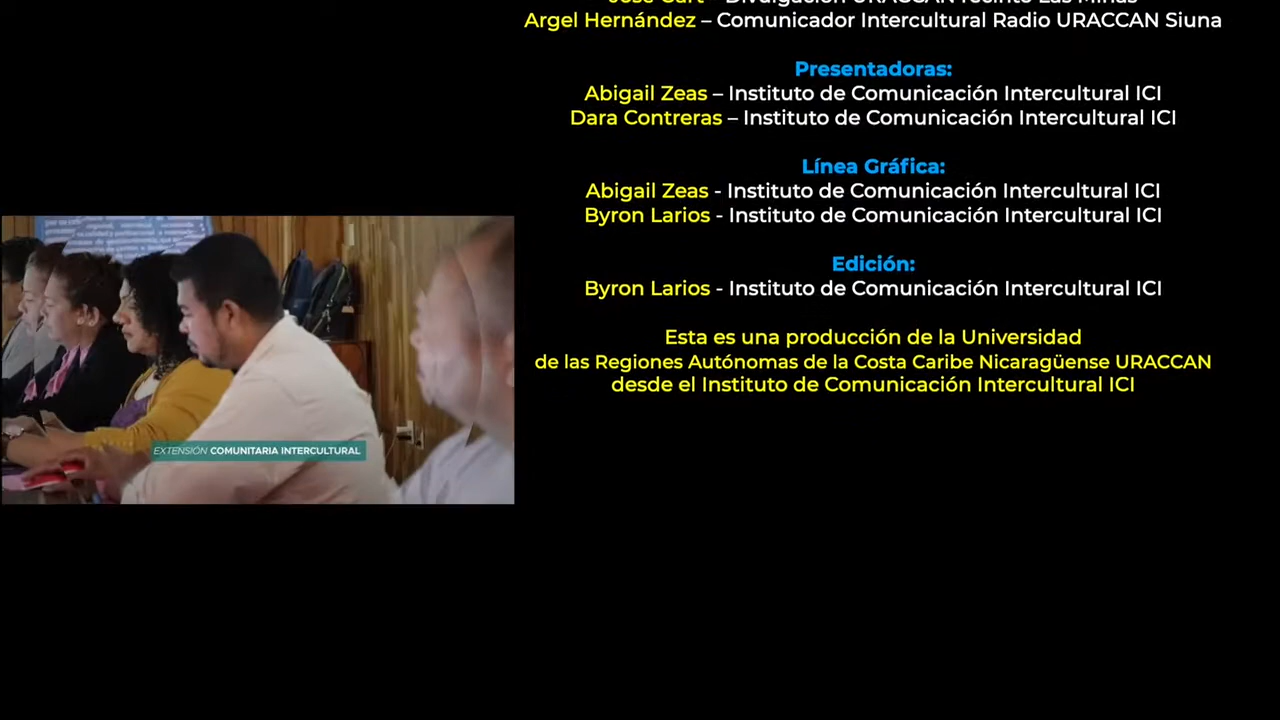 Argel Hernández – Comunicador Intercultural Radio URACCAN Siuna
Presentadoras:
Abigail Zeas – Instituto de Comunicación Intercultural ICI
Dara Contreras – Instituto de Comunicación Intercultural ICI
Línea Gráfica:
Abigail Zeas - Instituto de Comunicación Intercultural ICI
Byron Larios - Instituto de Comunicación Intercultural ICI
Edición:
Byron Larios - Instituto de Comunicación Intercultural ICI
Esta es una producción de la Universidad
de las Regiones Autónomas de la Costa Caribe Nicaragüense URACCAN
desde el Instituto de Comunicación Intercultural ICI
EXTENSIÓN COMUNITARIA INTERCULTURAL